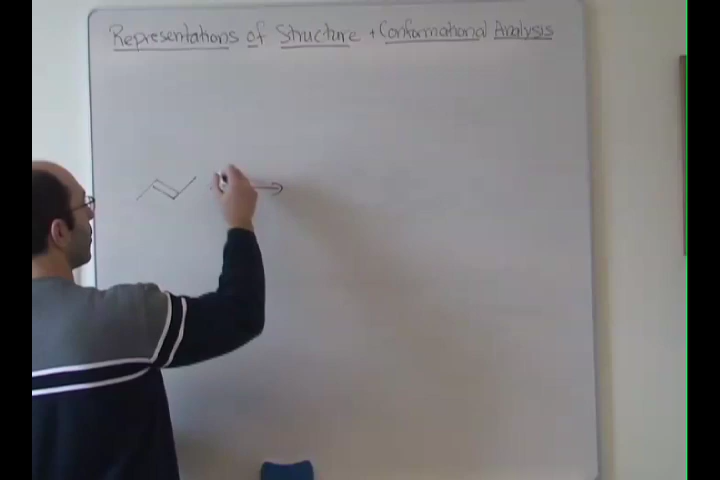 Representations of Structure + Conformational Analysis